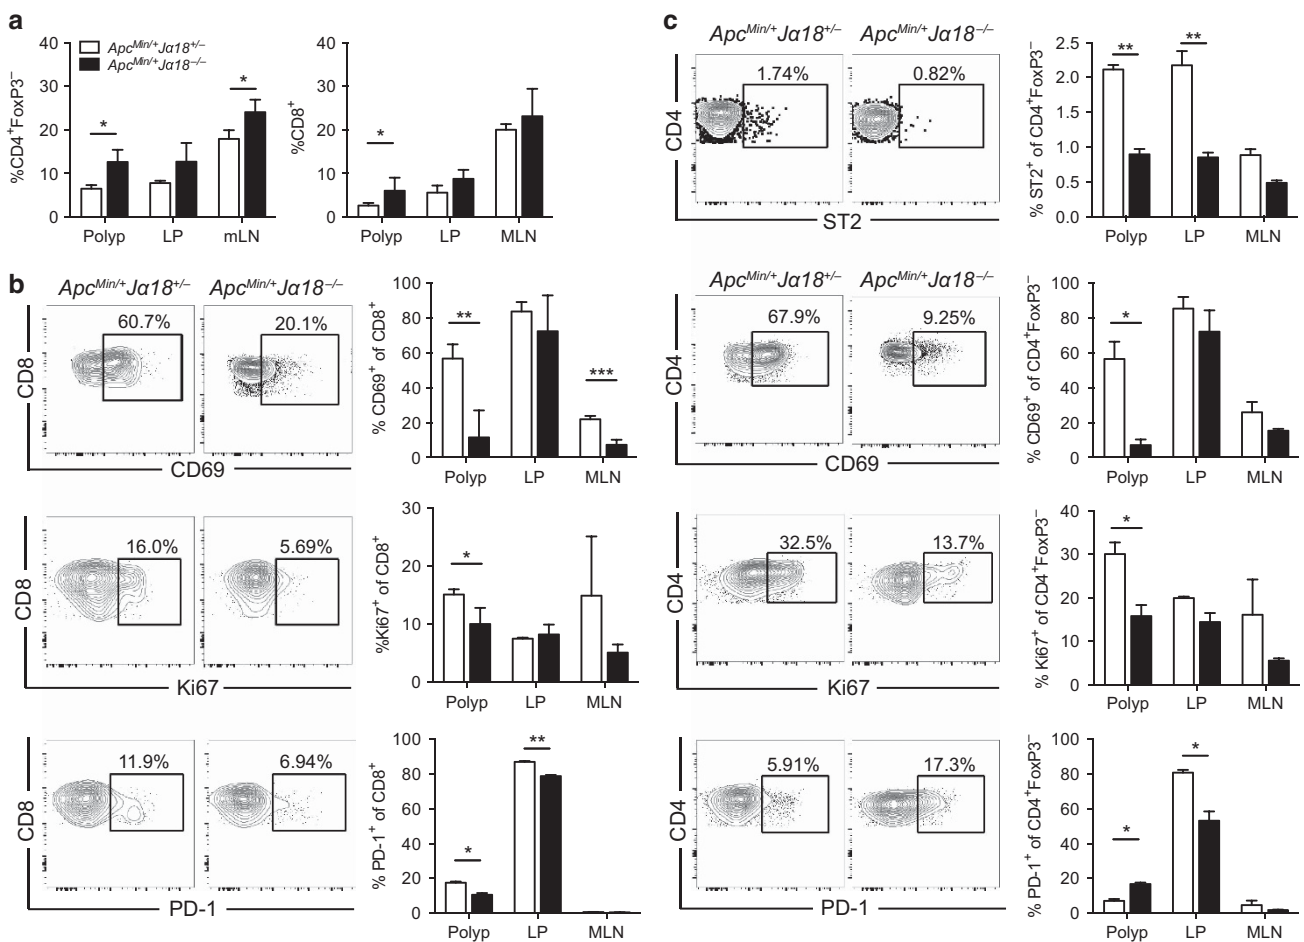 a
%CD4⁺FoxP3⁻
40
30
20
10
0
Apc^Min/+ Jα18⁺/⁻
Apc^Min/+ Jα18⁻/⁻
*
*
Polyp LP mLN
%CD8⁺
40
30
20
10
0
*
Polyp LP MLN
b
Apc^Min/+ Jα18⁺/⁻ Apc^Min/+ Jα18⁻/⁻
60.7% 20.1%
CD8
CD69
% CD69⁺ of CD8⁺
100
80
60
40
20
0
** ***
Polyp LP MLN
16.0% 5.69%
CD8
Ki67
%Ki67⁺ of CD8⁺
30
20
10
0
*
Polyp LP MLN
11.9% 6.94%
CD8
PD-1
% PD-1⁺ of CD8⁺
100
80
60
40
20
0
* **
Polyp LP MLN
c
Apc^Min/+ Jα18⁺/⁻ Apc^Min/+ Jα18⁻/⁻
1.74% 0.82%
CD4
ST2
% ST2⁺ of CD4⁺FoxP3⁻
2.5
2.0
1.5
1.0
0.5
0.0
** **
Polyp LP MLN
Apc^Min/+ Jα18⁺/⁻ Apc^Min/+ Jα18⁻/⁻
67.9% 9.25%
CD4
CD69
% CD69⁺ of CD4⁺FoxP3⁻
100
80
60
40
20
0
*
Polyp LP MLN
32.5% 13.7%
CD4
Ki67
% Ki67⁺ of CD4⁺FoxP3⁻
40
30
20
10
0
*
Polyp LP MLN
5.91% 17.3%
CD4
PD-1
% PD-1⁺ of CD4⁺FoxP3⁻
100
80
60
40
20
0
* *
Polyp LP MLN